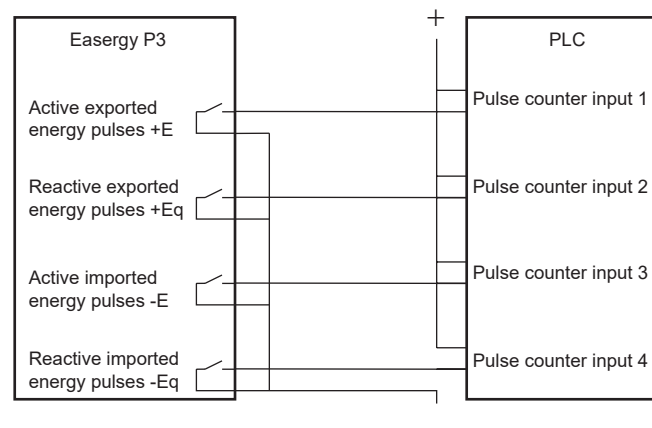 Easergy P3
PLC
Active exported
energy pulses +E
Pulse counter input 1
Reactive exported
energy pulses +Eq
Pulse counter input 2
Active imported
energy pulses -E
Pulse counter input 3
Reactive imported
energy pulses -Eq
Pulse counter input 4